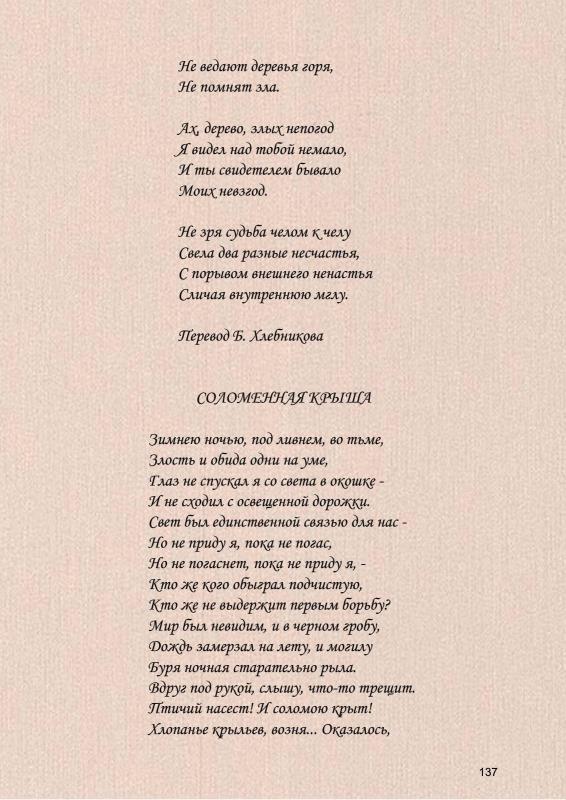 Не ведают деревья горя,
Не помнят зла.
Ах, дерево, злых непогод
Я видел над тобой немало,
И ты свидетелем бывало
Моих невзгод.
Не зря судьба челом к челу
Свела два разные несчастья,
С порывом внешнего ненастья
Сличая внутреннюю мглу.
Перевод Б. Хлебникова
СОЛОМЕННАЯ КРЫША
Зимнею ночью, под ливнем, во тьме,
Злость и обида одни на уме,
Глаз не спускал я со света в окошке -
И не сходил с освещенной дорожки.
Свет был единственной связью для нас -
Но не приду я, пока не погас,
Но не погаснет, пока не приду я, -
Кто же кого обыграл подчистую,
Кто же не выдержит первым борьбу?
Мир был невидим, и в черном гробу,
Дождь замерзал на лету, и могилу
Буря ночная старательно рыла.
Вдруг под рукой, слышу, что-то трещит.
Птичий насест! И соломою крыт!
Хлопанье крыльев, возня... Оказалось,
137